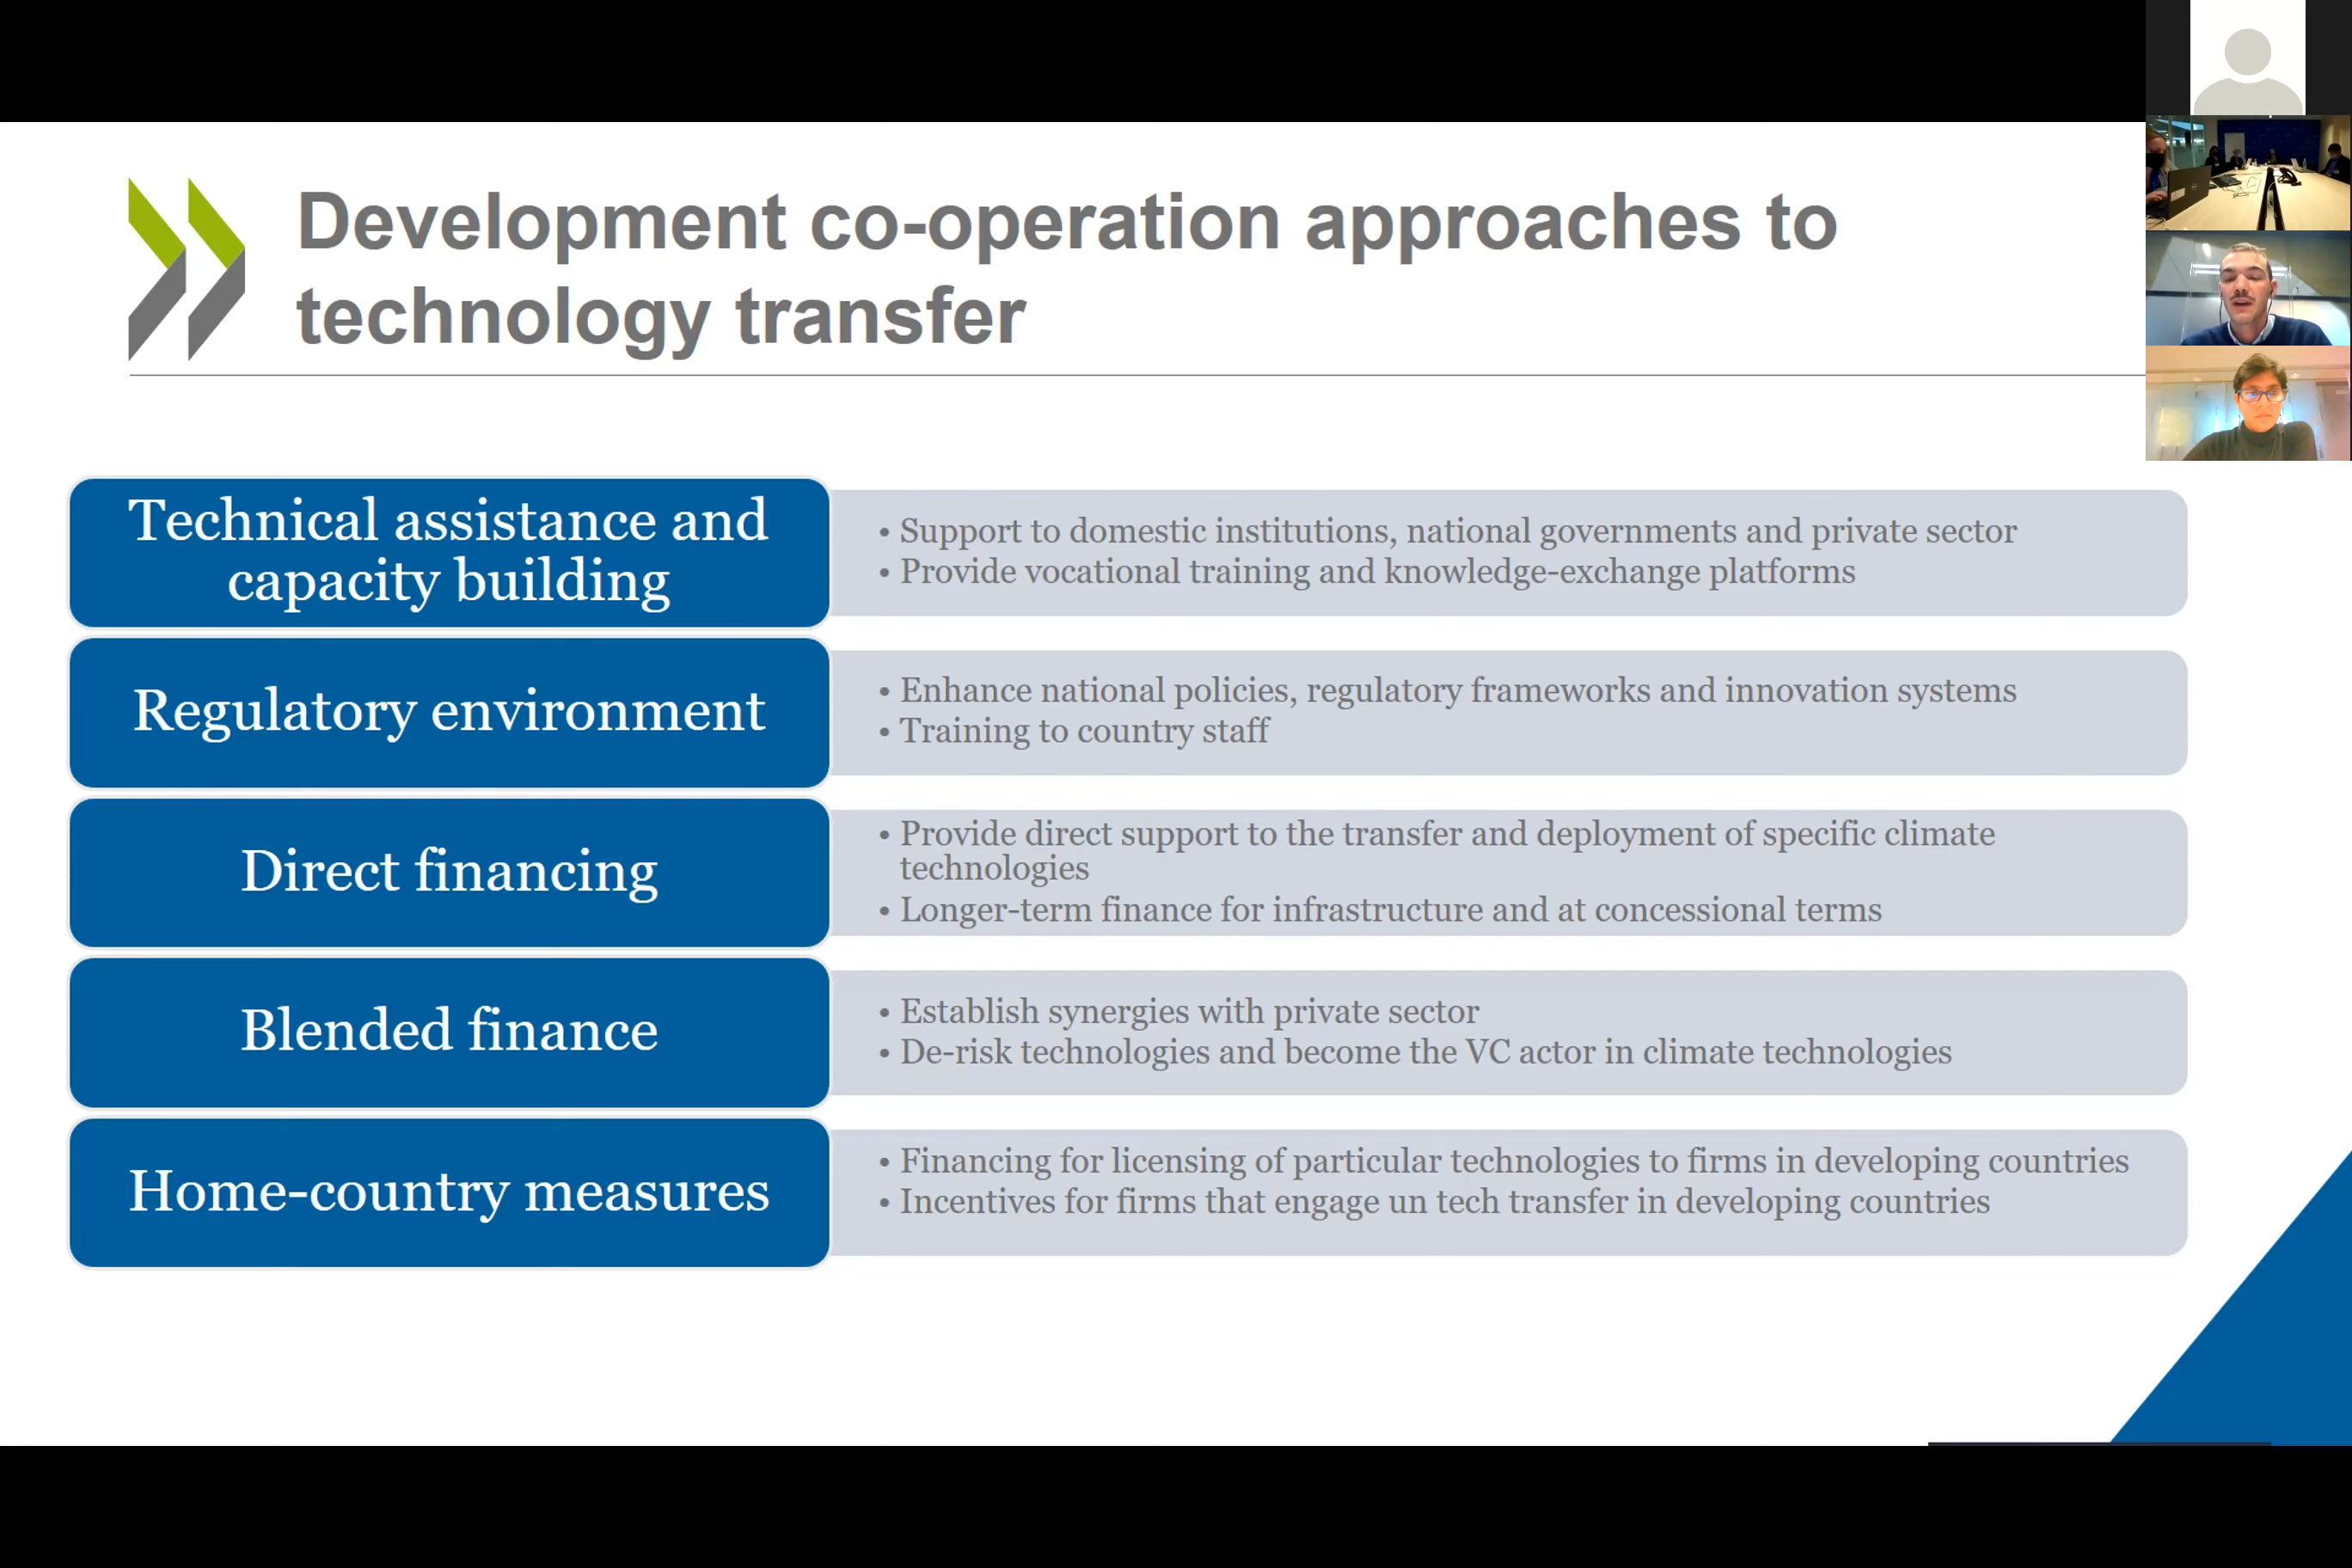 Development co-operation approaches to
technology transfer
Technical assistance and
capacity building
• Support to domestic institutions, national governments and private sector
• Provide vocational training and knowledge-exchange platforms
Regulatory environment
• Enhance national policies, regulatory frameworks and innovation systems
• Training to country staff
Direct financing
• Provide direct support to the transfer and deployment of specific climate
technologies
• Longer-term finance for infrastructure and at concessional terms
Blended finance
• Establish synergies with private sector
• De-risk technologies and become the VC actor in climate technologies
Home-country measures
• Financing for licensing of particular technologies to firms in developing countries
• Incentives for firms that engage un tech transfer in developing countries